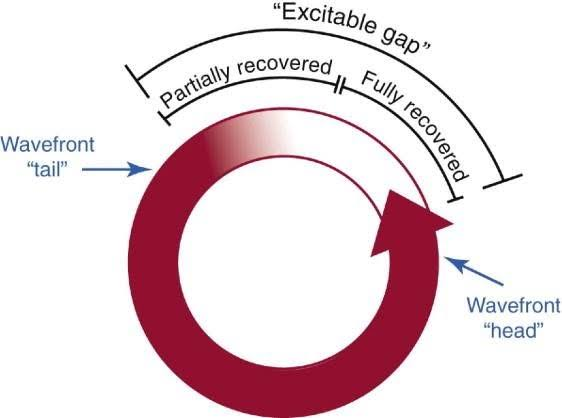 “Excitable gap”
Partially recovered
Fully recovered
Wavefront
“tail”
Wavefront
“head”